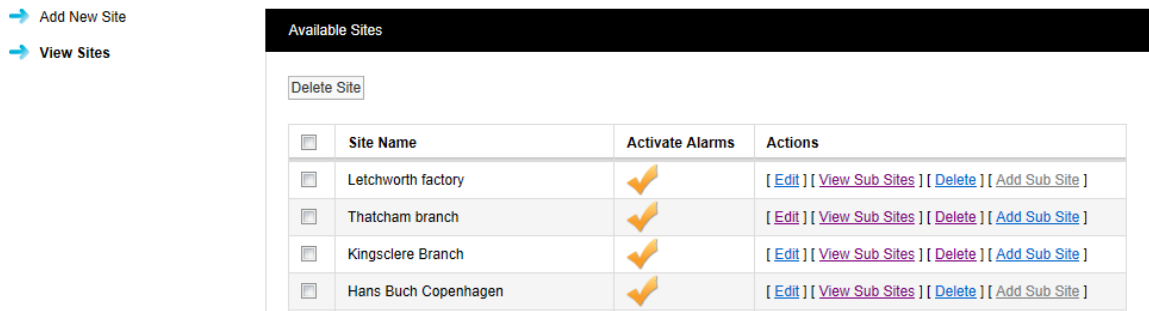 Add New Site
View Sites
Available Sites
Delete Site
Site Name Activate Alarms Actions
Letchworth factory [ Edit ] [ View Sub Sites ] [ Delete ] [ Add Sub Site ]
Thatcham branch [ Edit ] [ View Sub Sites ] [ Delete ] [ Add Sub Site ]
Kingsclere Branch [ Edit ] [ View Sub Sites ] [ Delete ] [ Add Sub Site ]
Hans Buch Copenhagen [ Edit ] [ View Sub Sites ] [ Delete ] [ Add Sub Site ]